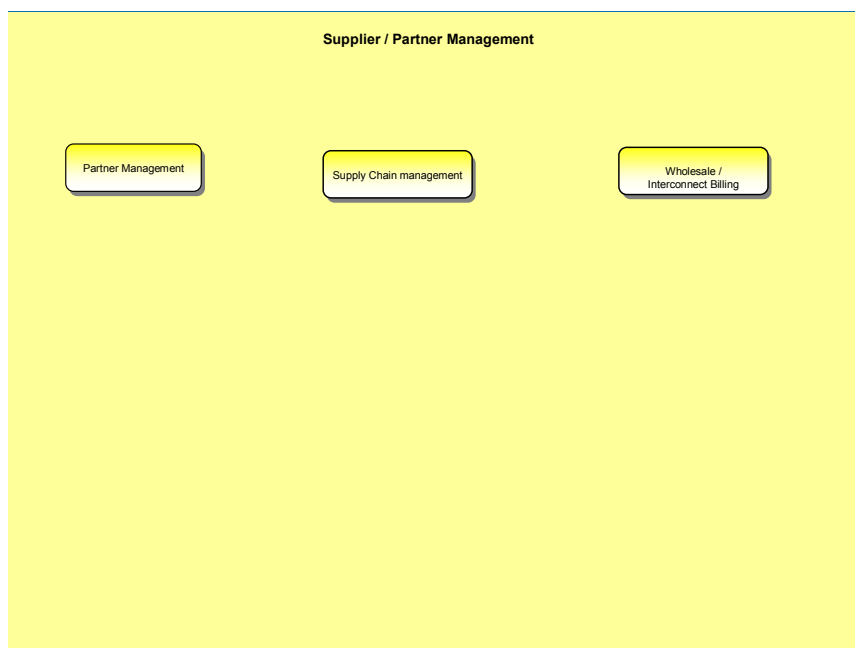 Supplier / Partner Management
Partner Management
Supply Chain management
Wholesale /
Interconnect Billing